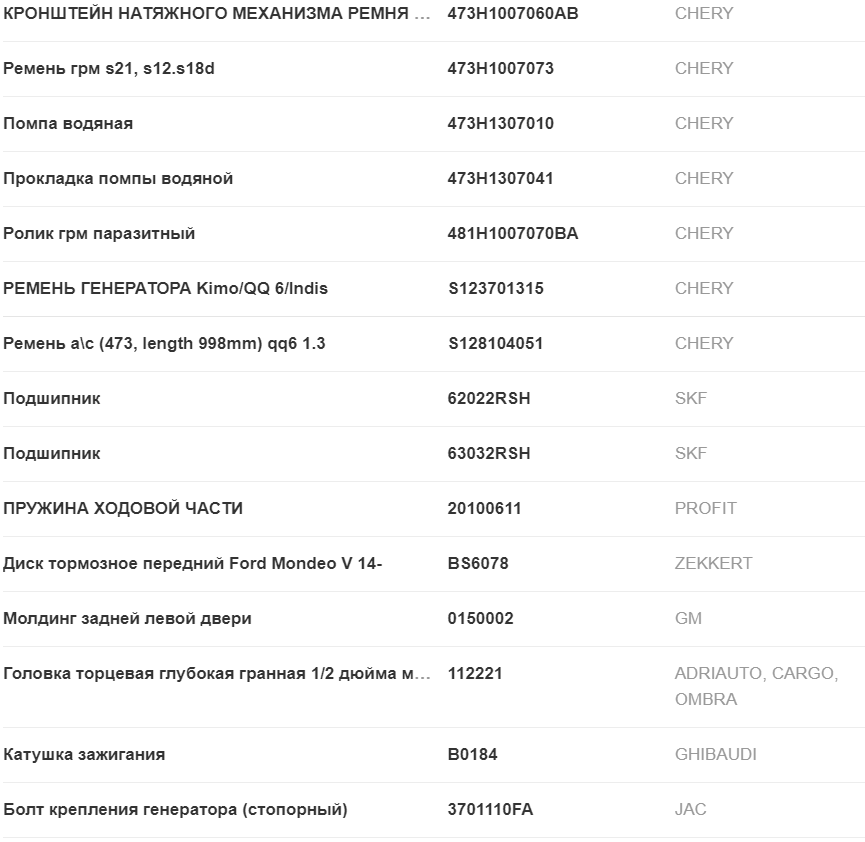 КРОНШТЕЙН НАТЯЖНОГО МЕХАНИЗМА РЕМНЯ ... 473H1007060AB CHERY
Ремень грм s21, s12.s18d 473H1007073 CHERY
Помпа водяная 473H1307010 CHERY
Прокладка помпы водяной 473H1307041 CHERY
Ролик грм паразитный 481H1007070BA CHERY
РЕМЕНЬ ГЕНЕРАТОРА Kimo/QQ 6/Indis S123701315 CHERY
Ремень a\c (473, length 998mm) qq6 1.3 S128104051 CHERY
Подшипник 62022RSH SKF
Подшипник 63032RSH SKF
ПРУЖИНА ХОДОВОЙ ЧАСТИ 20100611 PROFIT
Диск тормозное передний Ford Mondeo V 14- BS6078 ZEKKERT
Молдинг задней левой двери 0150002 GM
Головка торцевая глубокая гранная 1/2 дюйма м... 112221 ADRIAUTO, CARGO,
OMBRA
Катушка зажигания B0184 GHIBAUDI
Болт крепления генератора (стопорный) 3701110FA JAC